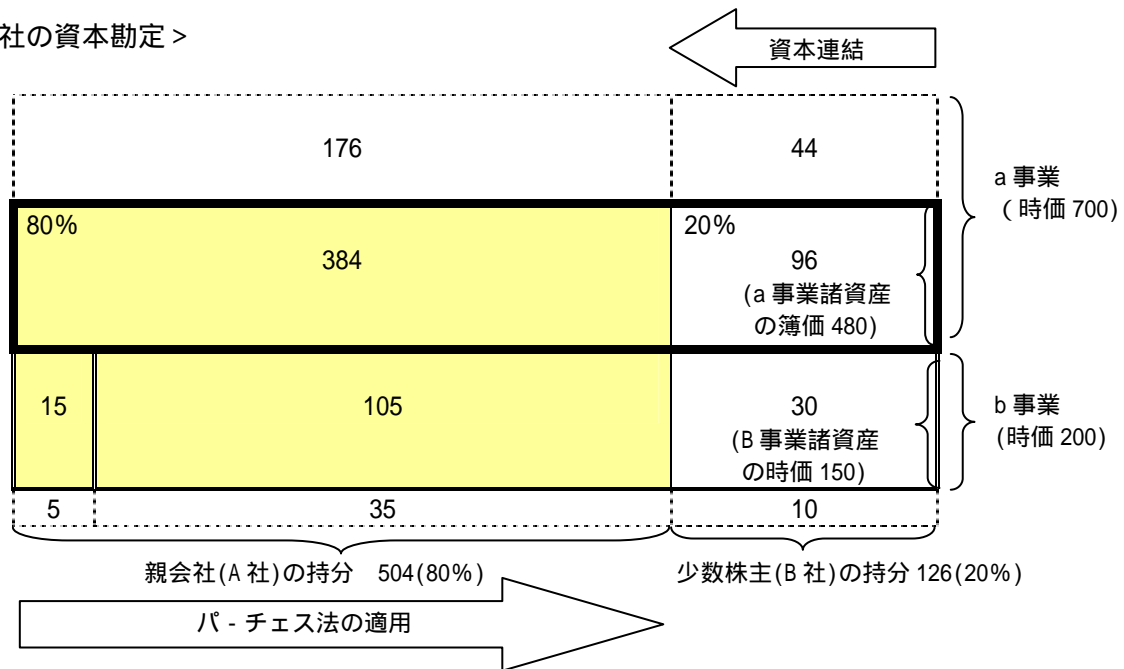 社の資本勘定 >
資本連結
176
44
a 事業
( 時価 700)
80%
384
20%
96
(a 事業諸資産
の簿価 480)
15
105
30
(B 事業諸資産
の時価 150)
b 事業
(時価 200)
5
35
10
親会社(A 社)の持分 504(80%)
少数株主(B 社)の持分 126(20%)
パ - チェス法の適用